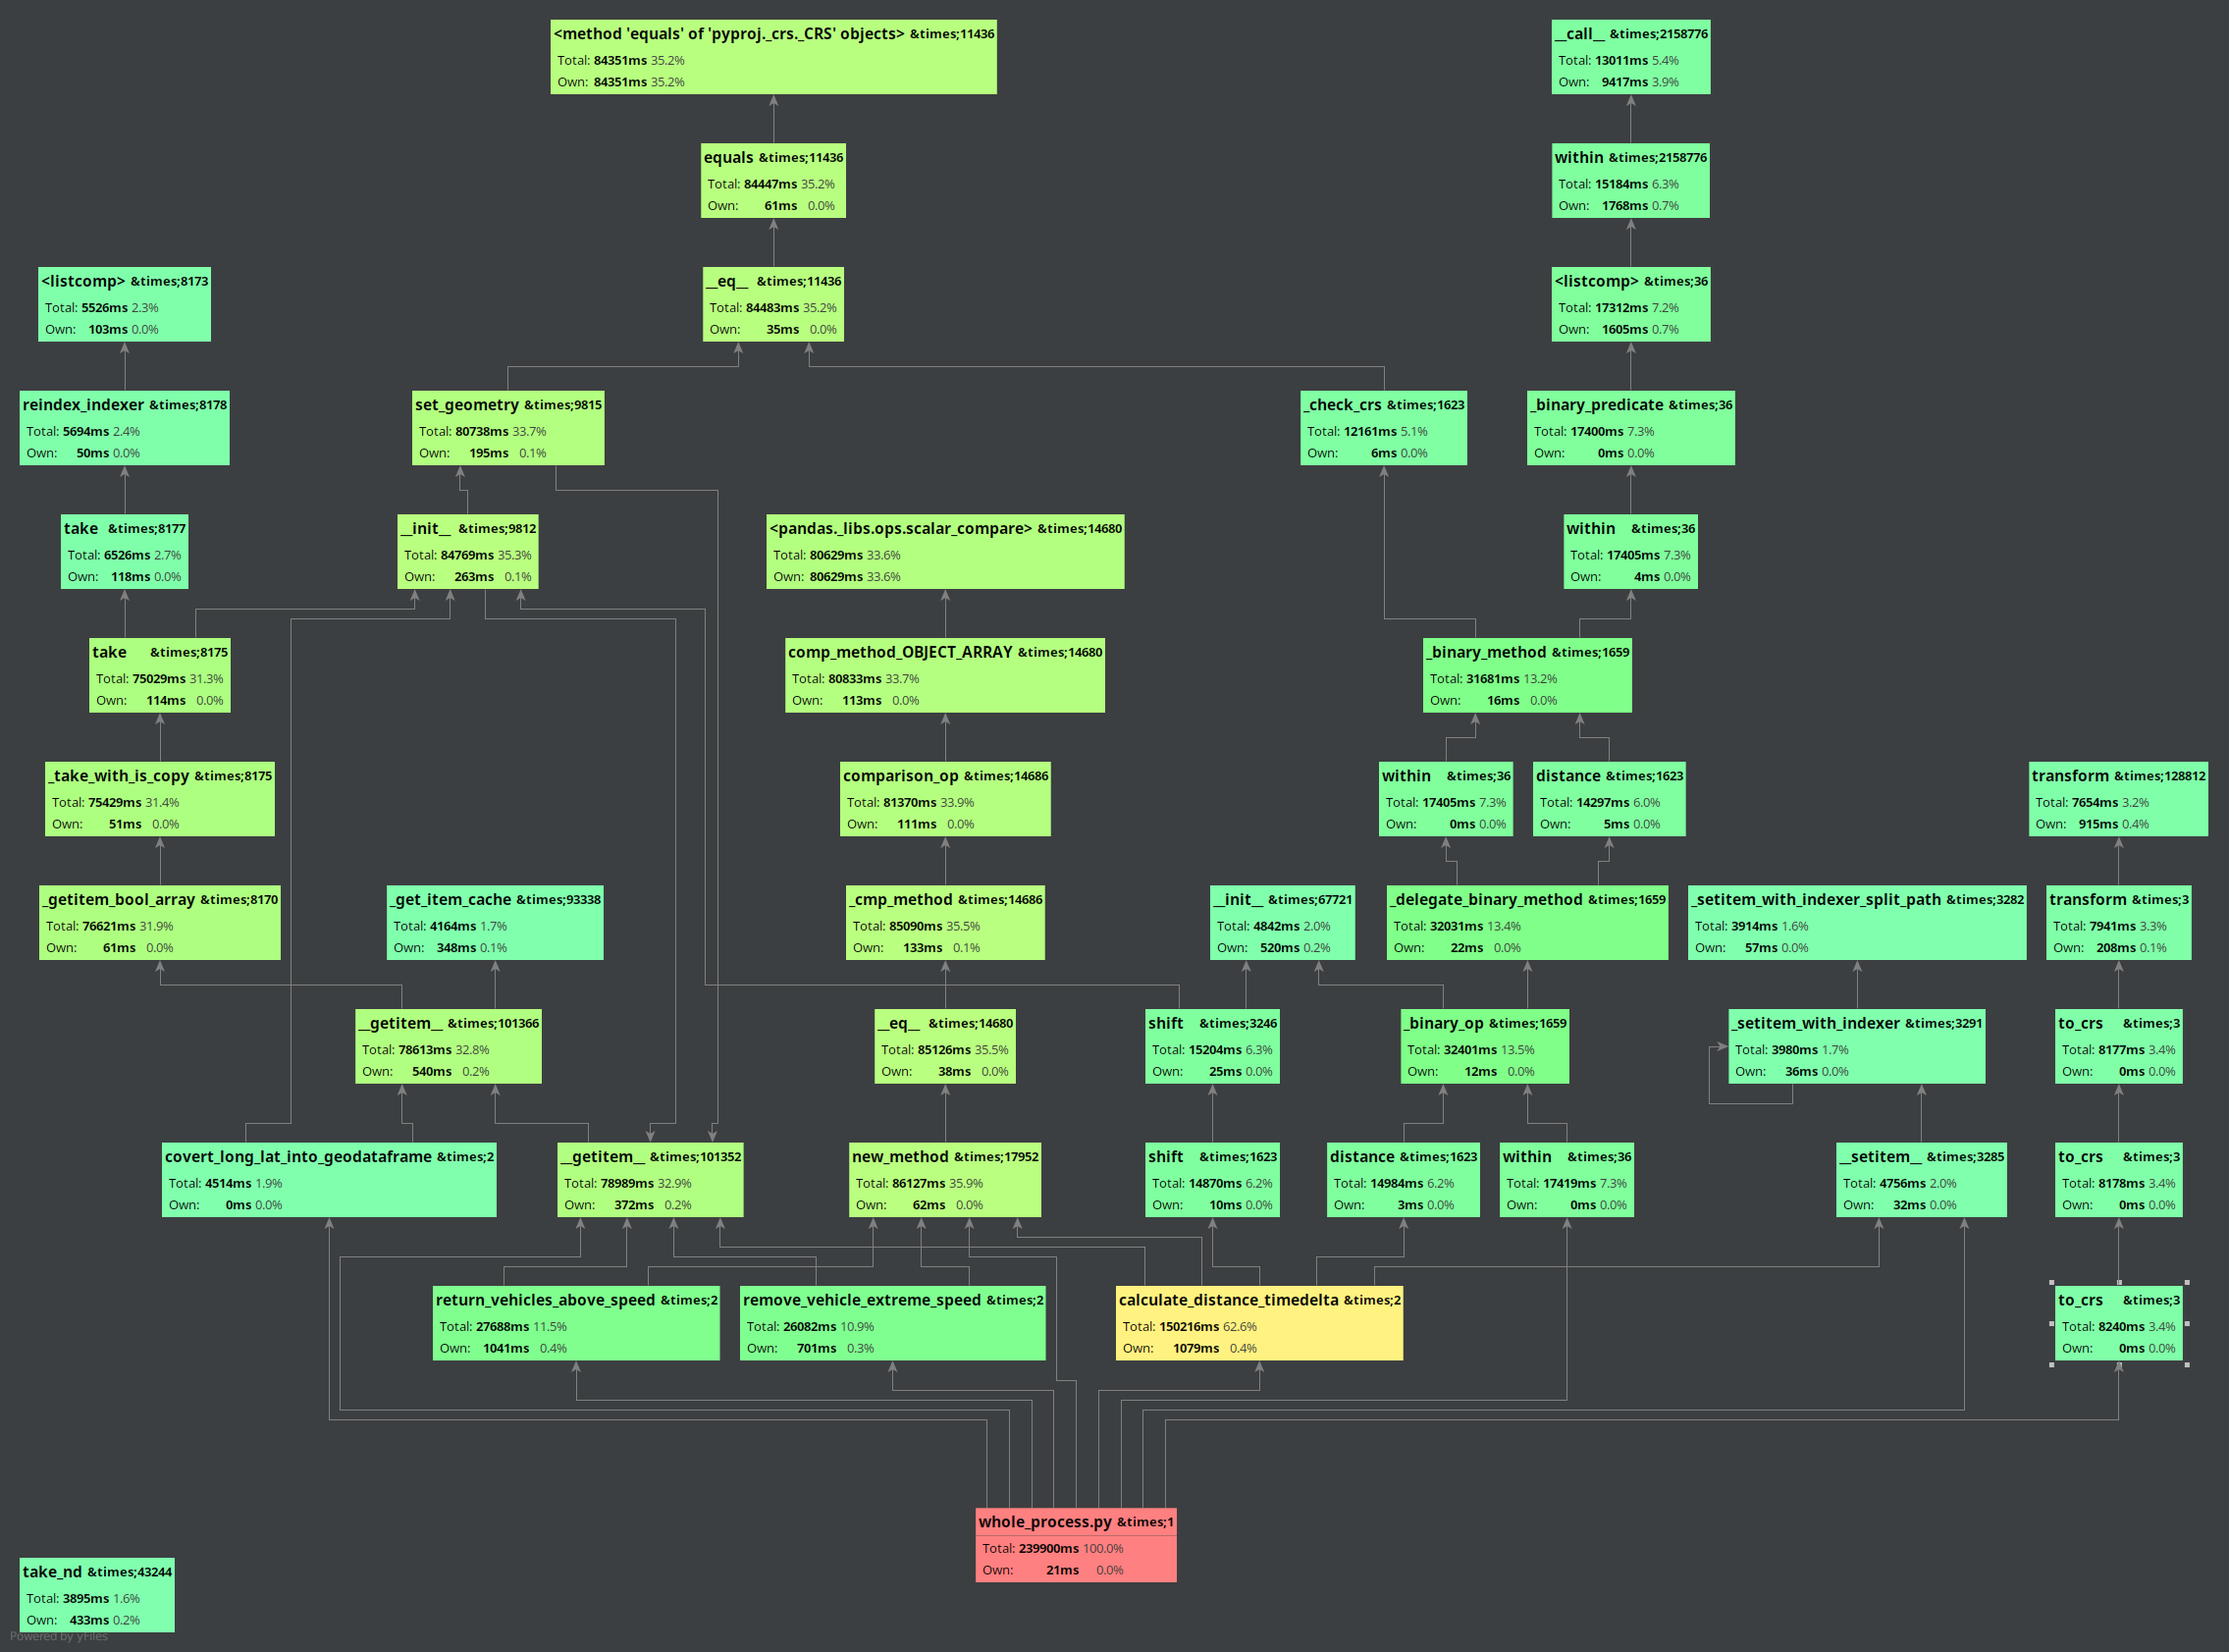 <method 'equals' of 'pyproj._crs._CRS' objects> &times;11436
Total: 84351ms 35.2%
Own: 84351ms 35.2%
__call__ &times;2158776
Total: 13011ms 5.4%
Own: 9417ms 3.9%
equals &times;11436
Total: 84447ms 35.2%
Own: 61ms 0.0%
within &times;2158776
Total: 15184ms 6.3%
Own: 1768ms 0.7%
<listcomp> &times;8173
Total: 5526ms 2.3%
Own: 103ms 0.0%
__eq__ &times;11436
Total: 84483ms 35.2%
Own: 35ms 0.0%
<listcomp> &times;36
Total: 17312ms 7.2%
Own: 1605ms 0.7%
reindex_indexer &times;8178
Total: 5694ms 2.4%
Own: 50ms 0.0%
set_geometry &times;9815
Total: 80738ms 33.7%
Own: 195ms 0.1%
_check_crs &times;1623
Total: 12161ms 5.1%
Own: 6ms 0.0%
_binary_predicate &times;36
Total: 17400ms 7.3%
Own: 0ms 0.0%
take &times;8177
Total: 6526ms 2.7%
Own: 118ms 0.0%
__init__ &times;9812
Total: 84769ms 35.3%
Own: 263ms 0.1%
<pandas._libs.ops.scalar_compare> &times;14680
Total: 80629ms 33.6%
Own: 80629ms 33.6%
within &times;36
Total: 17405ms 7.3%
Own: 4ms 0.0%
take &times;8175
Total: 75029ms 31.3%
Own: 114ms 0.0%
comp_method_OBJECT_ARRAY &times;14680
Total: 80833ms 33.7%
Own: 113ms 0.0%
_binary_method &times;1659
Total: 31681ms 13.2%
Own: 16ms 0.0%
_take_with_is_copy &times;8175
Total: 75429ms 31.4%
Own: 51ms 0.0%
comparison_op &times;14686
Total: 81370ms 33.9%
Own: 111ms 0.0%
within &times;36
Total: 17405ms 7.3%
Own: 0ms 0.0%
distance &times;1623
Total: 14297ms 6.0%
Own: 5ms 0.0%
transform &times;128812
Total: 7654ms 3.2%
Own: 915ms 0.4%
_getitem_bool_array &times;8170
Total: 76621ms 31.9%
Own: 61ms 0.0%
_get_item_cache &times;93338
Total: 4164ms 1.7%
Own: 348ms 0.1%
_cmp_method &times;14686
Total: 85090ms 35.5%
Own: 133ms 0.1%
__init__ &times;67721
Total: 4842ms 2.0%
Own: 520ms 0.2%
_delegate_binary_method &times;1659
Total: 32031ms 13.4%
Own: 22ms 0.0%
_setitem_with_indexer_split_path &times;3282
Total: 3914ms 1.6%
Own: 57ms 0.0%
transform &times;3
Total: 7941ms 3.3%
Own: 208ms 0.1%
__getitem__ &times;101366
Total: 78613ms 32.8%
Own: 540ms 0.2%
__eq__ &times;14680
Total: 85126ms 35.5%
Own: 38ms 0.0%
shift &times;3246
Total: 15204ms 6.3%
Own: 25ms 0.0%
_binary_op &times;1659
Total: 32401ms 13.5%
Own: 12ms 0.0%
_setitem_with_indexer &times;3291
Total: 3980ms 1.7%
Own: 36ms 0.0%
to_crs &times;3
Total: 8177ms 3.4%
Own: 0ms 0.0%
covert_long_lat_into_geodataframe &times;2
Total: 4514ms 1.9%
Own: 0ms 0.0%
__getitem__ &times;101352
Total: 78989ms 32.9%
Own: 372ms 0.2%
new_method &times;17952
Total: 86127ms 35.9%
Own: 62ms 0.0%
shift &times;1623
Total: 14870ms 6.2%
Own: 10ms 0.0%
distance &times;1623
Total: 14984ms 6.2%
Own: 3ms 0.0%
within &times;36
Total: 17419ms 7.3%
Own: 0ms 0.0%
__setitem__ &times;3285
Total: 4756ms 2.0%
Own: 32ms 0.0%
to_crs &times;3
Total: 8178ms 3.4%
Own: 0ms 0.0%
return_vehicles_above_speed &times;2
Total: 27688ms 11.5%
Own: 1041ms 0.4%
remove_vehicle_extreme_speed &times;2
Total: 26082ms 10.9%
Own: 701ms 0.3%
calculate_distance_timedelta &times;2
Total: 150216ms 62.6%
Own: 1079ms 0.4%
to_crs &times;3
Total: 8240ms 3.4%
Own: 0ms 0.0%
whole_process.py &times;1
Total: 239900ms 100.0%
Own: 21ms 0.0%
take_nd &times;43244
Total: 3895ms 1.6%
Own: 433ms 0.2%
Powered by yFiles